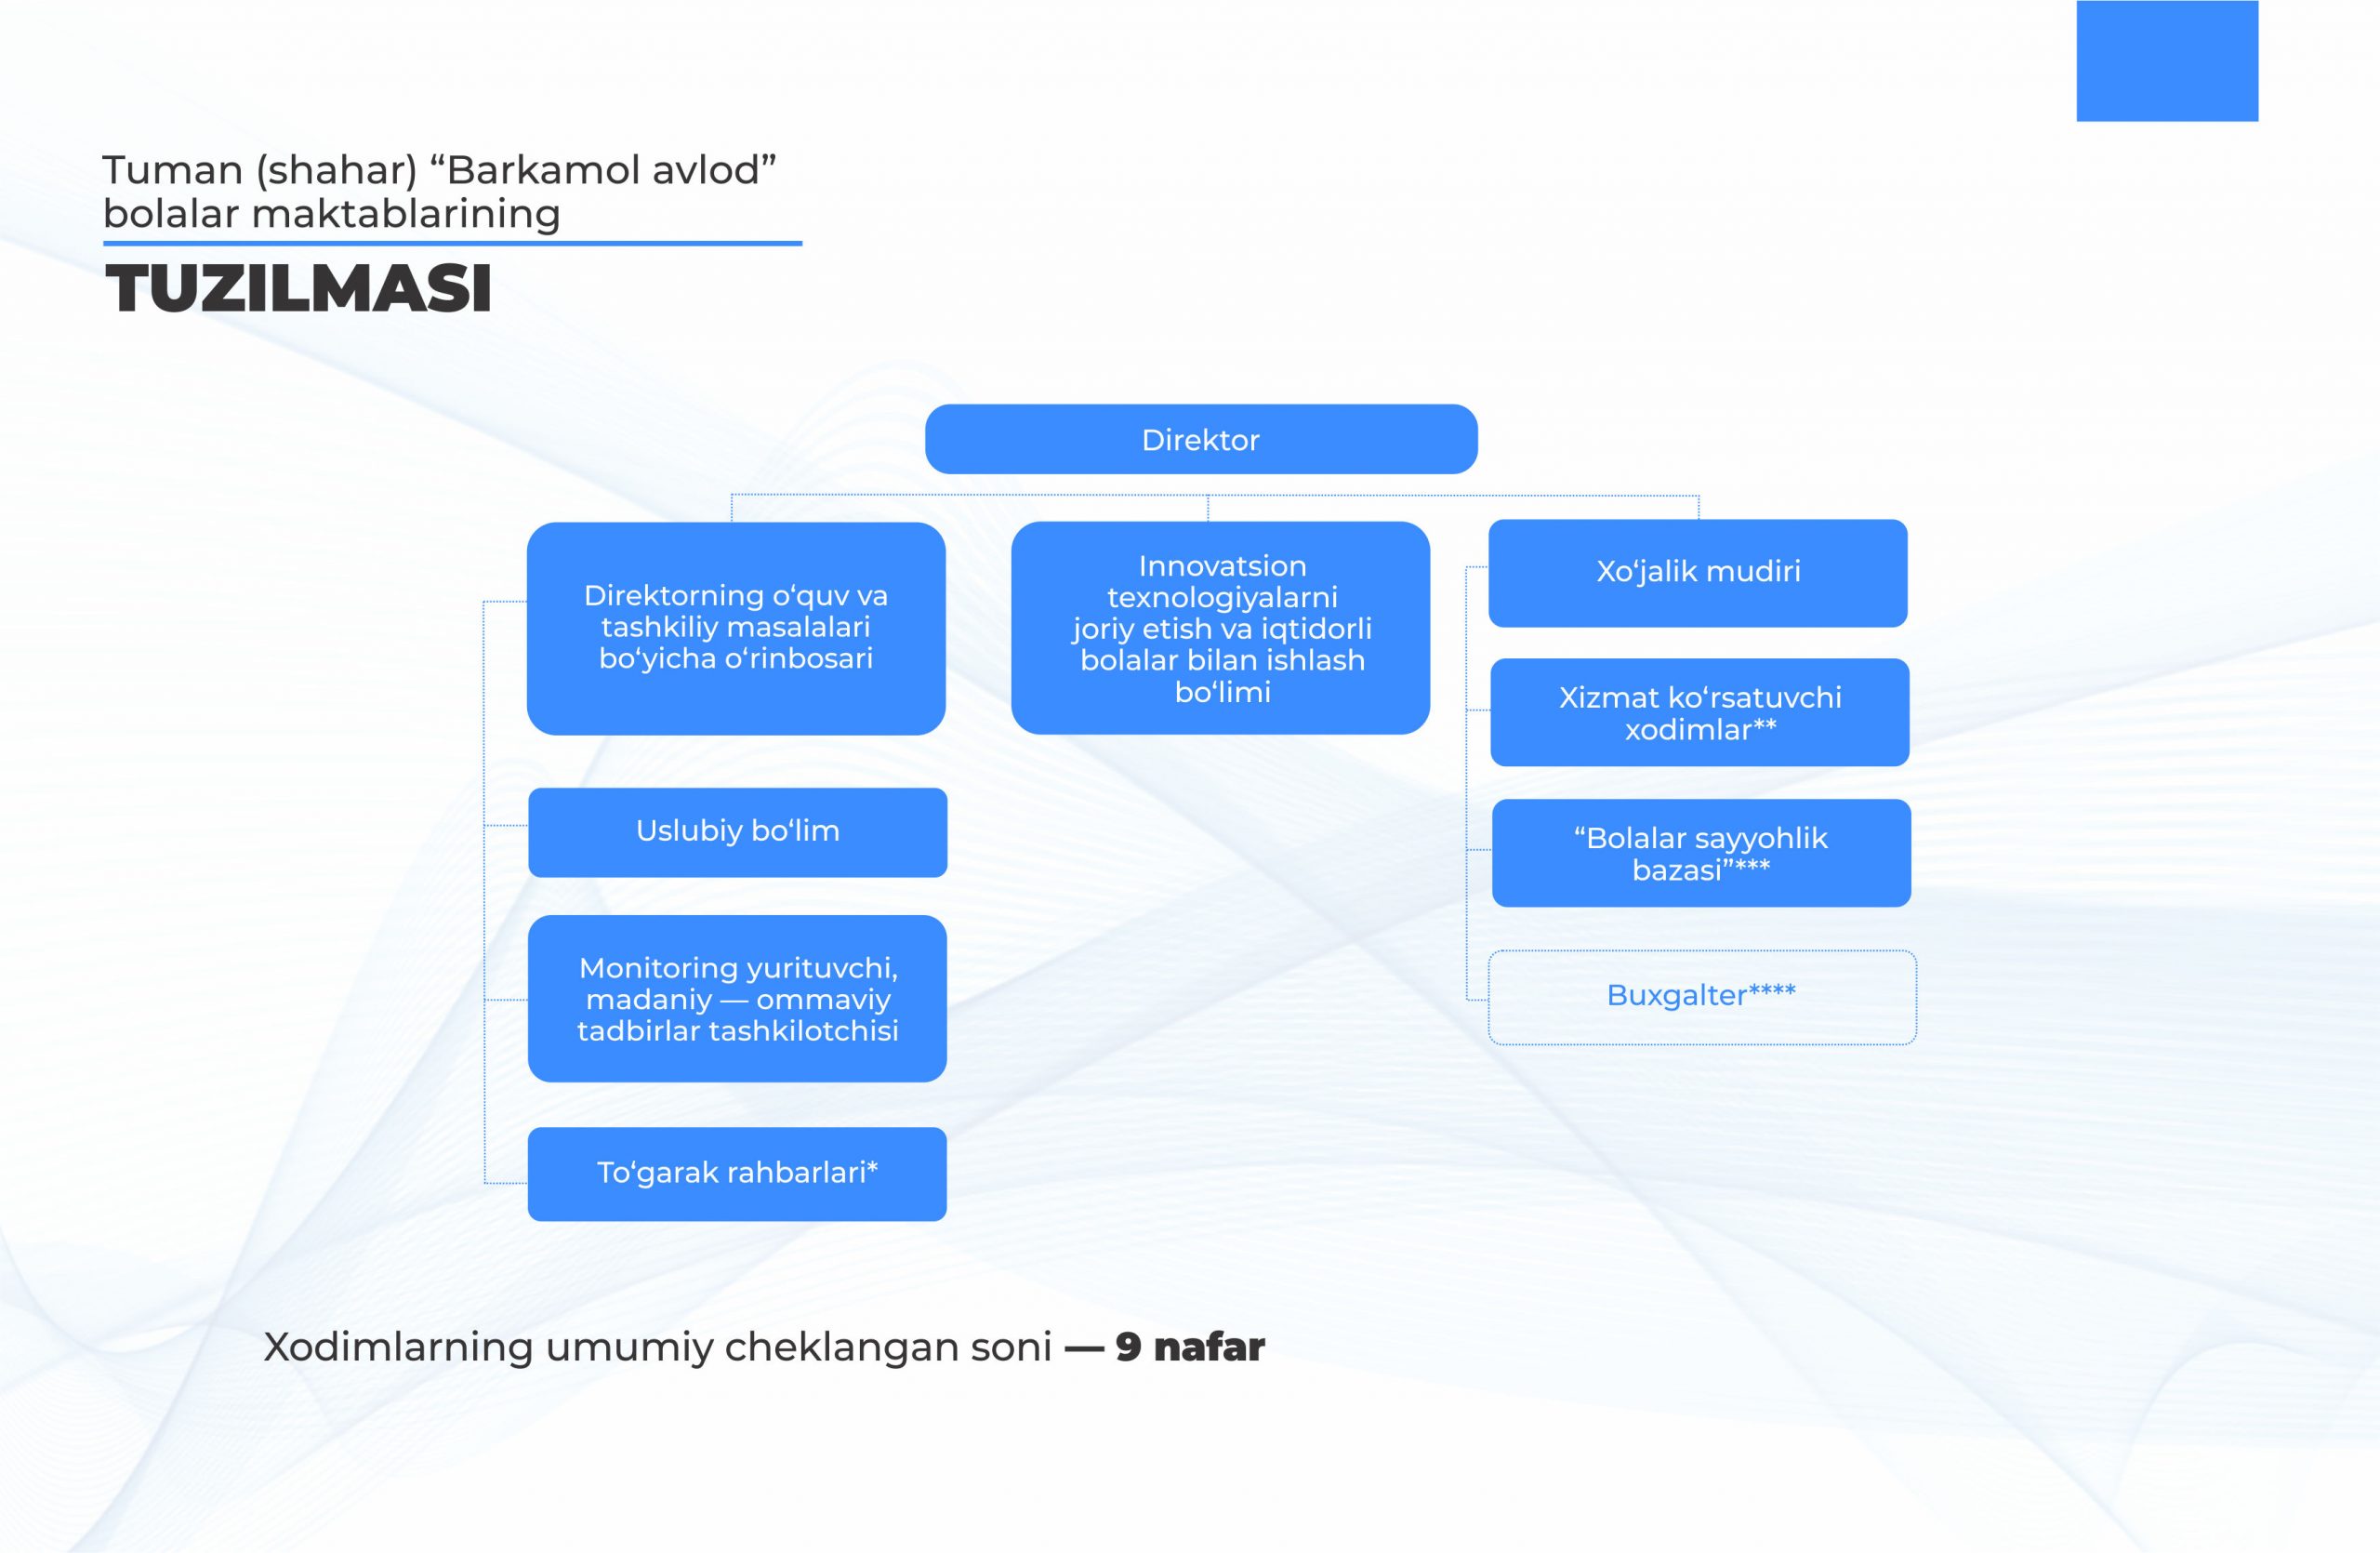 Tuman (shahar) “Barkamol avlod”
bolalar maktablarining
TUZILMASI
Direktor
Direktorning o‘quv va
tashkiliy masalalari
bo‘yicha o‘rinbosari
Uslubiy bo‘lim
Monitoring yurituvchi,
madaniy — ommaviy
tadbirlar tashkilotchisi
To‘garak rahbarlari*
Innovatsion
texnologiyalarni
joriy etish va iqtidorli
bolalar bilan ishlash
bo‘limi
Xo‘jalik mudiri
Xizmat ko‘rsatuvchi
xodimlar**
“Bolalar sayyohlik
bazasi”***
Buxgalter****
Xodimlarning umumiy cheklangan soni — 9 nafar